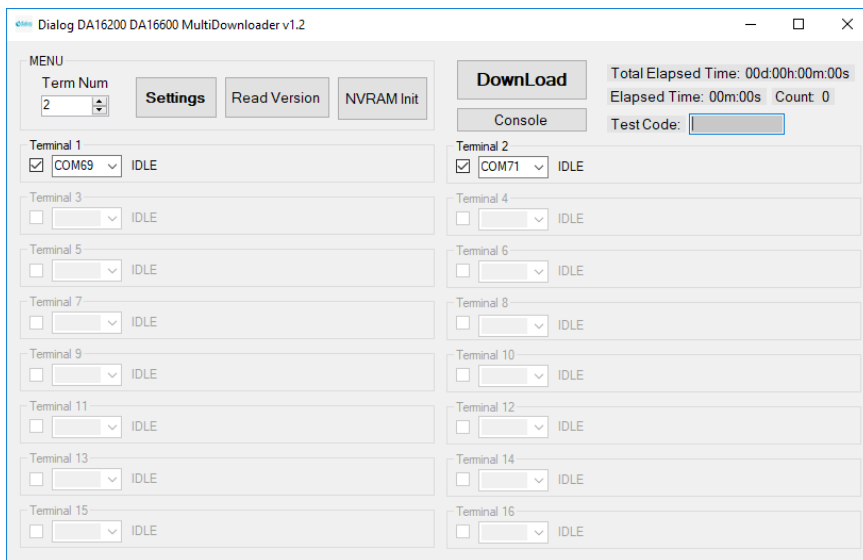 Dialog DA16200 DA16600 MultiDownloader v1.2
MENU
Term Num
2
Settings
Read Version
NVRAM Init
DownLoad
Console
Total Elapsed Time: 00d:00h:00m:00s
Elapsed Time: 00m:00s Count: 0
Test Code:
Terminal 1
COM69 IDLE
Terminal 2
COM71 IDLE
Terminal 3
IDLE
Terminal 4
IDLE
Terminal 5
IDLE
Terminal 6
IDLE
Terminal 7
IDLE
Terminal 8
IDLE
Terminal 9
IDLE
Terminal 10
IDLE
Terminal 11
IDLE
Terminal 12
IDLE
Terminal 13
IDLE
Terminal 14
IDLE
Terminal 15
IDLE
Terminal 16
IDLE